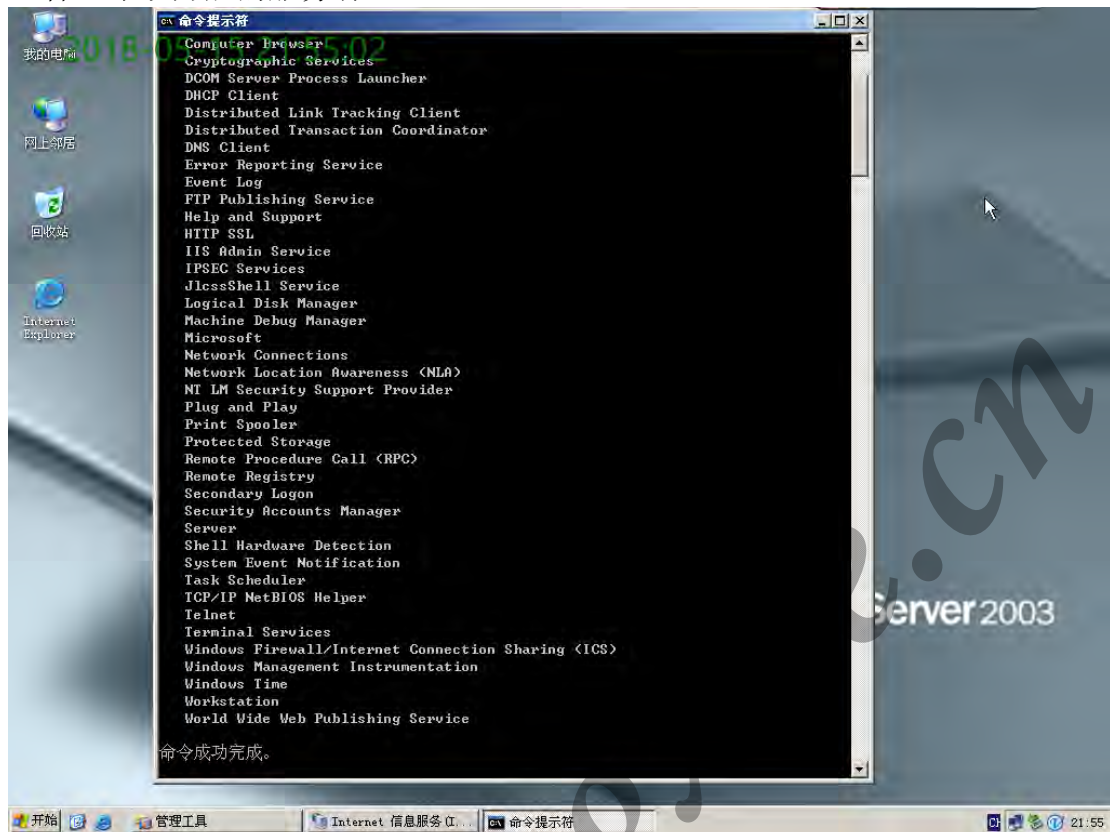 命令提示符
我的电脑
2018-05-15 21:55:02
Computer Browser
Cryptographic Services
DCOM Server Process Launcher
DHCP Client
Distributed Link Tracking Client
Distributed Transaction Coordinator
DNS Client
Error Reporting Service
Event Log
FTP Publishing Service
Help and Support
HTTP SSL
IIS Admin Service
IPSEC Services
JlcssShell Service
Logical Disk Manager
Machine Debug Manager
Microsoft
Network Connections
Network Location Awareness (NLA)
NT LM Security Support Provider
Plug and Play
Print Spooler
Protected Storage
Remote Procedure Call (RPC)
Remote Registry
Secondary Logon
Security Accounts Manager
Server
Shell Hardware Detection
System Event Notification
Task Scheduler
TCP/IP NetBIOS Helper
Telnet
Terminal Services
Windows Firewall/Internet Connection Sharing (ICS)
Windows Management Instrumentation
Windows Time
Workstation
World Wide Web Publishing Service
命令成功完成。
网上邻居
回收站
Internet Explorer
Server 2003
开始
管理工具
Internet 信息服务(I...
命令提示符
CH
21:55